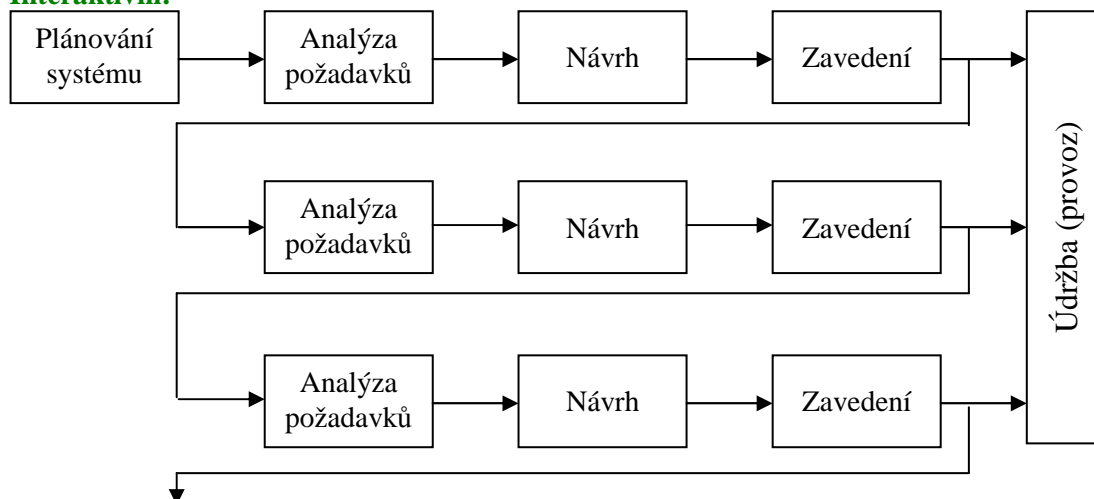 Interaktivní:
Plánování
systému
Analýza
požadavků
Návrh
Zavedení
Analýza
požadavků
Návrh
Zavedení
Analýza
požadavků
Návrh
Zavedení
Údržba (provoz)